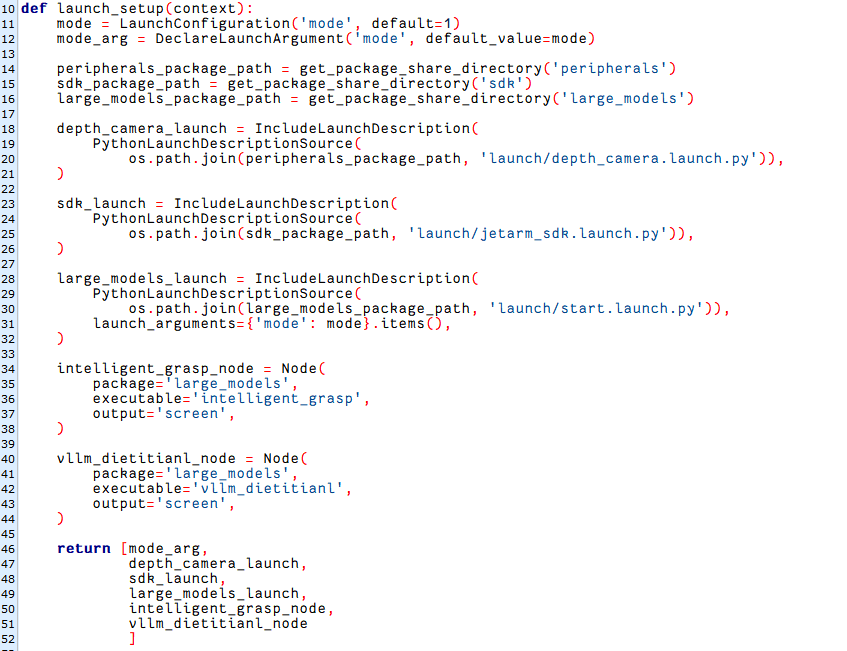 10 def launch_setup(context):
11     mode = LaunchConfiguration('mode', default=1)
12     mode_arg = DeclareLaunchArgument('mode', default_value=mode)
13
14     peripherals_package_path = get_package_share_directory('peripherals')
15     sdk_package_path = get_package_share_directory('sdk')
16     large_models_package_path = get_package_share_directory('large_models')
17
18     depth_camera_launch = IncludeLaunchDescription(
19         PythonLaunchDescriptionSource(
20             os.path.join(peripherals_package_path, 'launch/depth_camera.launch.py')),
21     )
22
23     sdk_launch = IncludeLaunchDescription(
24         PythonLaunchDescriptionSource(
25             os.path.join(sdk_package_path, 'launch/jetarm_sdk.launch.py')),
26     )
27
28     large_models_launch = IncludeLaunchDescription(
29         PythonLaunchDescriptionSource(
30             os.path.join(large_models_package_path, 'launch/start.launch.py')),
31         launch_arguments={'mode': mode}.items(),
32     )
33
34     intelligent_grasp_node = Node(
35         package='large_models',
36         executable='intelligent_grasp',
37         output='screen',
38     )
39
40     vllm_dietitianl_node = Node(
41         package='large_models',
42         executable='vllm_dietitianl',
43         output='screen',
44     )
45
46     return [mode_arg,
47             depth_camera_launch,
48             sdk_launch,
49             large_models_launch,
50             intelligent_grasp_node,
51             vllm_dietitianl_node
52             ]